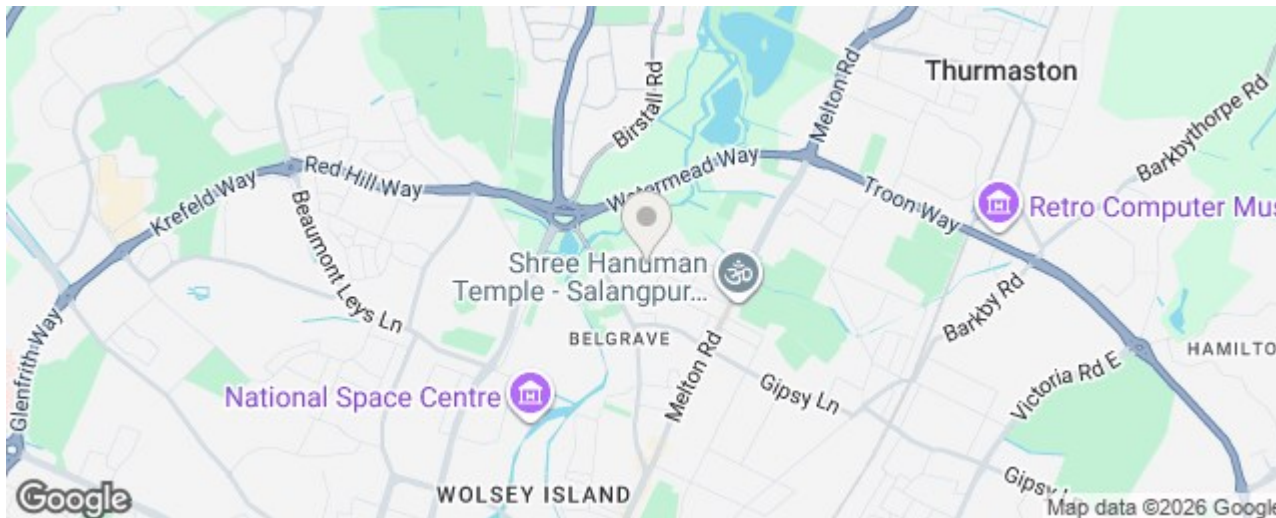 Thurmaston
Melton Rd
Birstall Rd
Barkbythorpe Rd
Watermead Way
Red Hill Way
Krefeld Way
Troon Way
Retro Computer Mus
Beaumont Leys Ln
Shree Hanuman
Temple - Salangpur...
Glenfrith Way
Barkby Rd
BELGRAVE
HAMILTO
Melton Rd
Victoria Rd E
National Space Centre
Gipsy Ln
Gipsy Ln
WOLSEY ISLAND
Google
Map data ©2026 Google